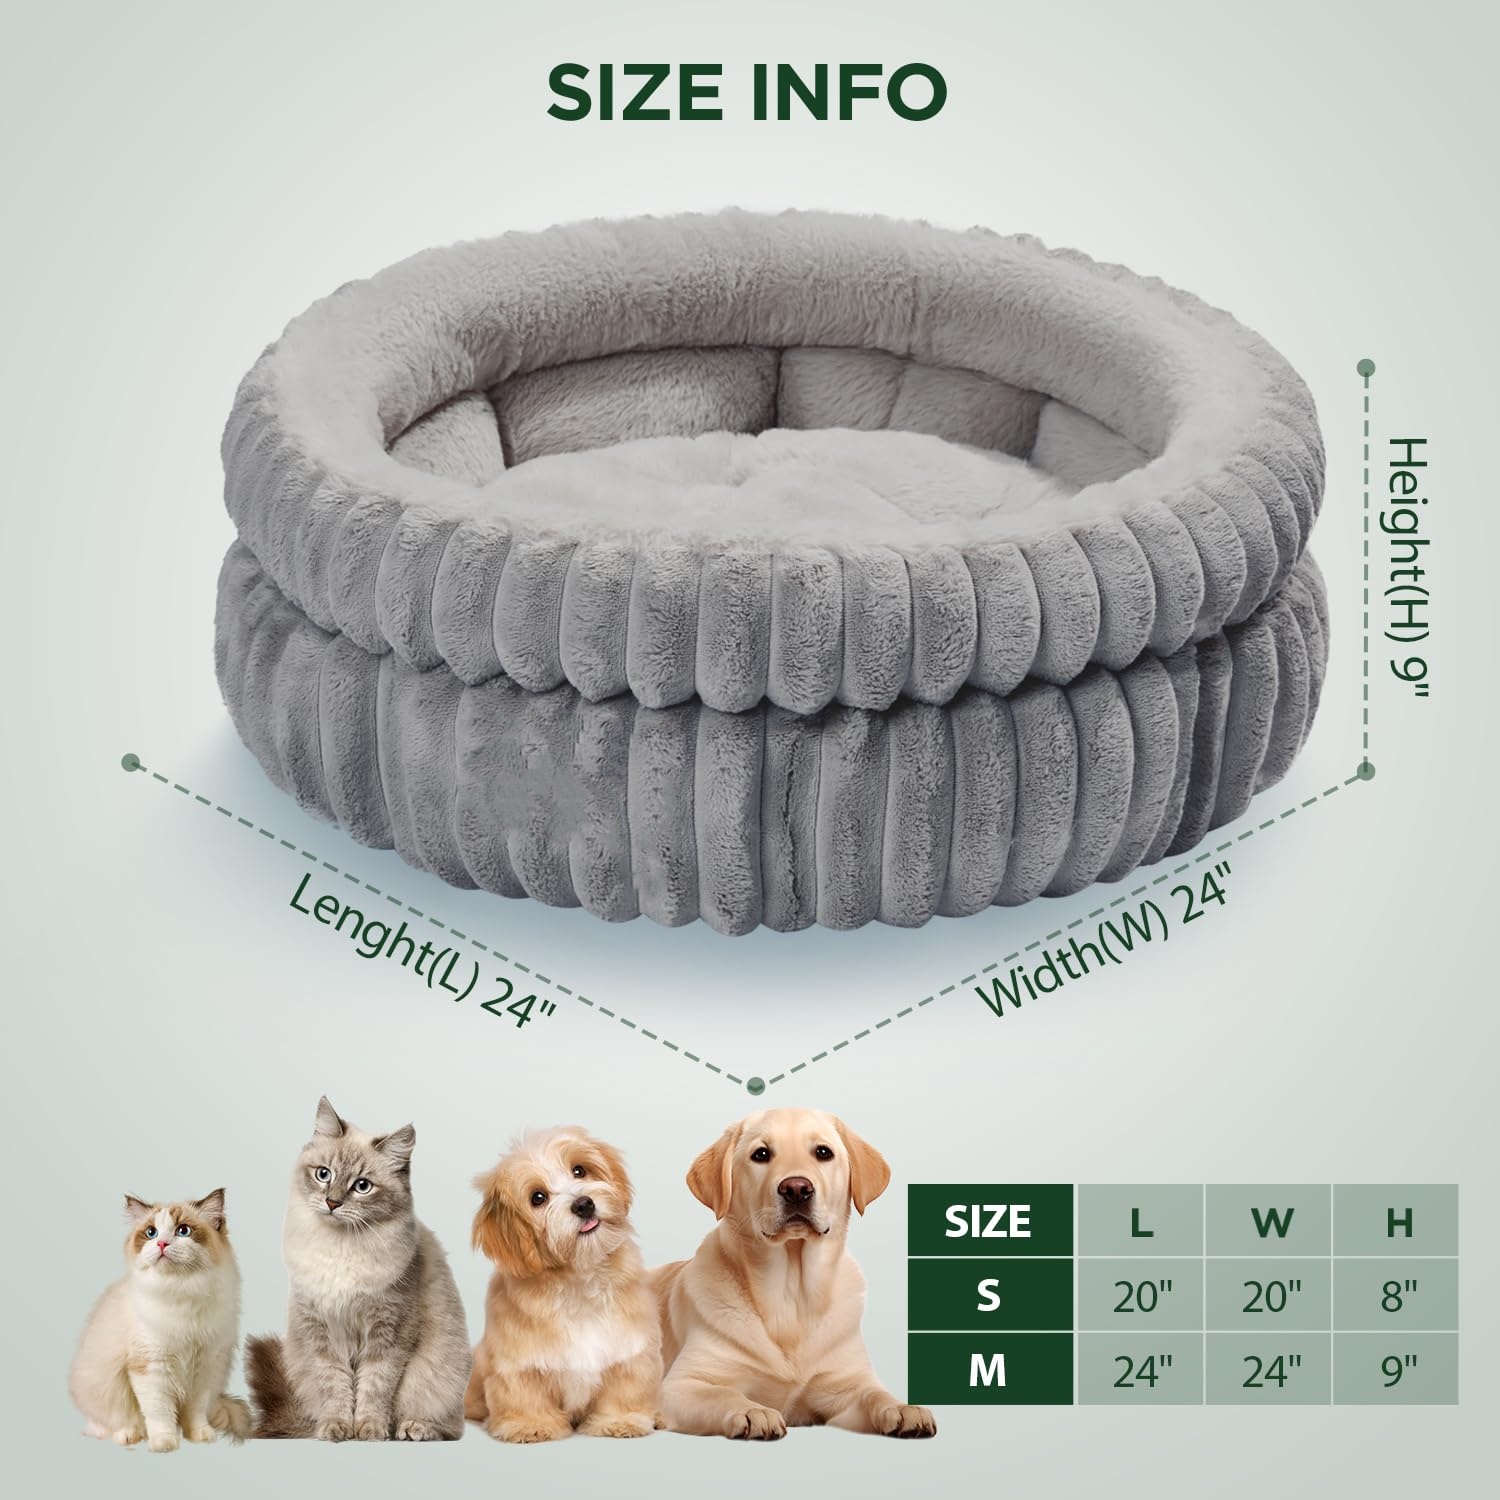 SIZE INFO
Height(H) 9"
Lenght(L) 24"
Width(W) 24"
SIZE L W H
S 20" 20" 8"
M 24" 24" 9"